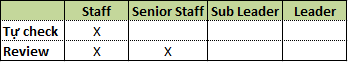 Staff Senior Staff Sub Leader Leader
Tự check X
Review X X